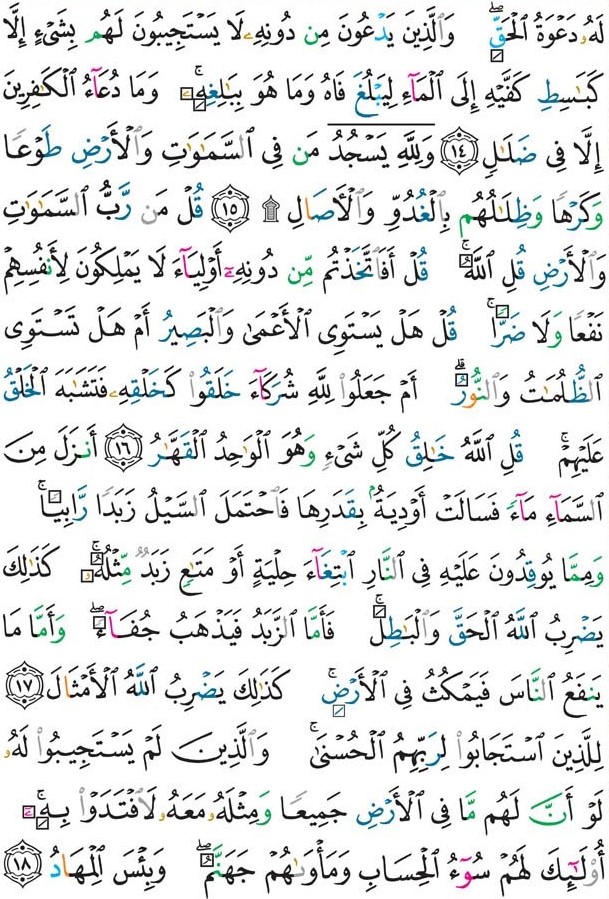 لَهُۥ دَعۡوَةُ ٱلۡحَقِّۖ وَٱلَّذِينَ يَدۡعُونَ مِن دُونِهِۦ لَا يَسۡتَجِيبُونَ لَهُم بِشَيۡءٍ إِلَّا
كَبَٰسِطِ كَفَّيۡهِ إِلَى ٱلۡمَآءِ لِيَبۡلُغَ فَاهُ وَمَا هُوَ بِبَٰلِغِهِۦۚ وَمَا دُعَآءُ ٱلۡكَٰفِرِينَ
إِلَّا فِي ضَلَٰلٖ ١٤ وَلِلَّهِۤ يَسۡجُدُۤ مَن فِي ٱلسَّمَٰوَٰتِ وَٱلۡأَرۡضِ طَوۡعٗا
وَكَرۡهٗا وَظِلَٰلُهُم بِٱلۡغُدُوِّ وَٱلۡأٓصَالِ ۩ ١٥ قُلۡ مَن رَّبُّ ٱلسَّمَٰوَٰتِ
وَٱلۡأَرۡضِ قُلِ ٱللَّهُۚ قُلۡ أَفَٱتَّخَذۡتُم مِّن دُونِهِۦٓ أَوۡلِيَآءَ لَا يَمۡلِكُونَ لِأَنفُسِهِمۡ
نَفۡعٗا وَلَا ضَرّٗاۚ قُلۡ هَلۡ يَسۡتَوِي ٱلۡأَعۡمَىٰ وَٱلۡبَصِيرُ أَمۡ هَلۡ تَسۡتَوِي
ٱلظُّلُمَٰتُ وَٱلنُّورُۗ أَمۡ جَعَلُواْ لِلَّهِ شُرَكَآءَ خَلَقُواْ كَخَلۡقِهِۦ فَتَشَٰبَهَ ٱلۡخَلۡقُ
عَلَيۡهِمۡۚ قُلِ ٱللَّهُ خَٰلِقُ كُلِّ شَيۡءٖ وَهُوَ ٱلۡوَٰحِدُ ٱلۡقَهَّٰرُ ١٦ أَنزَلَ مِنَ
ٱلسَّمَآءِ مَآءٗ فَسَالَتۡ أَوۡدِيَةُۢ بِقَدَرِهَا فَٱحۡتَمَلَ ٱلسَّيۡلُ زَبَدٗا رَّابِيٗاۖ
وَمِمَّا يُوقِدُونَ عَلَيۡهِ فِي ٱلنَّارِ ٱبۡتِغَآءَ حِلۡيَةٍ أَوۡ مَتَٰعٖ زَبَدٞ مِّثۡلُهُۥۚ كَذَٰلِكَ
يَضۡرِبُ ٱللَّهُ ٱلۡحَقَّ وَٱلۡبَٰطِلَۚ فَأَمَّا ٱلزَّبَدُ فَيَذۡهَبُ جُفَآءٗۖ وَأَمَّا مَا
يَنفَعُ ٱلنَّاسَ فَيَمۡكُثُ فِي ٱلۡأَرۡضِۚ كَذَٰلِكَ يَضۡرِبُ ٱللَّهُ ٱلۡأَمۡثَالَ ١٧
لِلَّذِينَ ٱسۡتَجَابُواْ لِرَبِّهِمُ ٱلۡحُسۡنَىٰۚ وَٱلَّذِينَ لَمۡ يَسۡتَجِيبُواْ لَهُۥ
لَوۡ أَنَّ لَهُم مَّا فِي ٱلۡأَرۡضِ جَمِيعٗا وَمِثۡلَهُۥ مَعَهُۥ لَٱفۡتَدَوۡاْ بِهِۦٓۚ
أُوْلَٰٓئِكَ لَهُمۡ سُوٓءُ ٱلۡحِسَابِ وَمَأۡوَىٰهُمۡ جَهَنَّمُۖ وَبِئۡسَ ٱلۡمِهَادُ ١٨